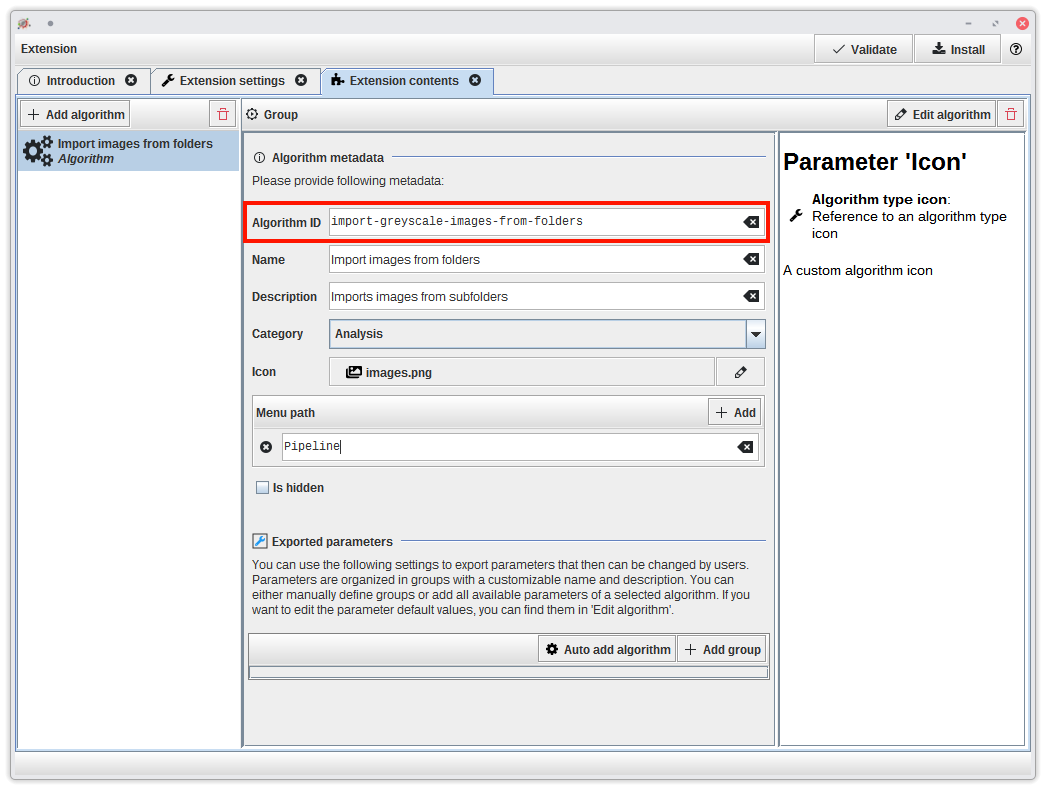 Extension
Validate
Install
Introduction
Extension settings
Extension contents
Add algorithm
Group
Edit algorithm
Import images from folders
Algorithm
Algorithm metadata
Please provide following metadata:
Algorithm ID
import-greyscale-images-from-folders
Name
Import images from folders
Description
Imports images from subfolders
Category
Analysis
Icon
images.png
Menu path
Add
Pipeline
Is hidden
Exported parameters
You can use the following settings to export parameters that then can be changed by users.
Parameters are organized in groups with a customizable name and description. You can
either manually define groups or add all available parameters of a selected algorithm. If you
want to edit the parameter default values, you can find them in 'Edit algorithm'.
Auto add algorithm
Add group
Parameter 'Icon'
Algorithm type icon:
Reference to an algorithm type
icon
A custom algorithm icon